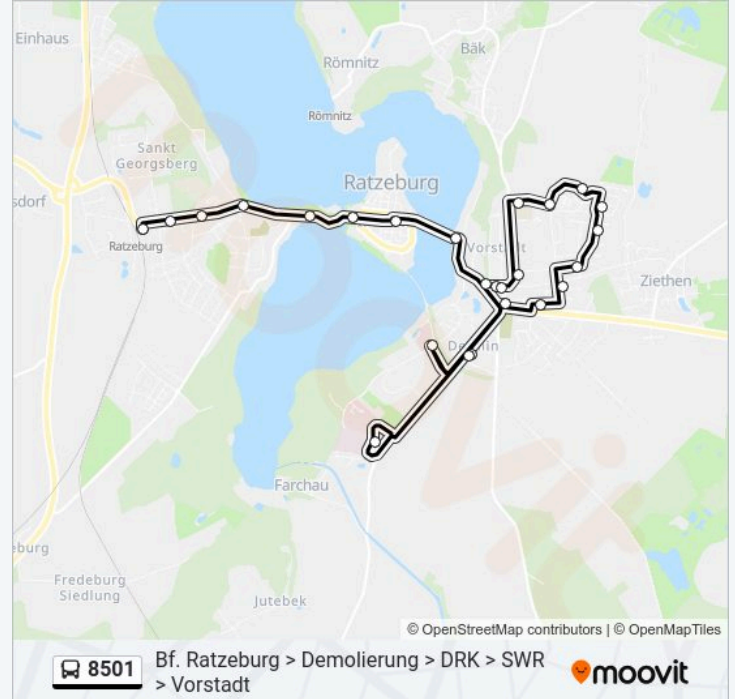 Einhaus
Bäk
Römnitz
Römnitz
Sankt
Georgsberg
Ratzeburg
sdorf
Ratzeburg
Vorstadt
Ziethen
Farchau
burg
Fredeburg
Siedlung
Jutebek
© OpenStreetMap contributors | © OpenMapTiles
8501
Bf. Ratzeburg > Demolierung > DRK > SWR
> Vorstadt
moovit